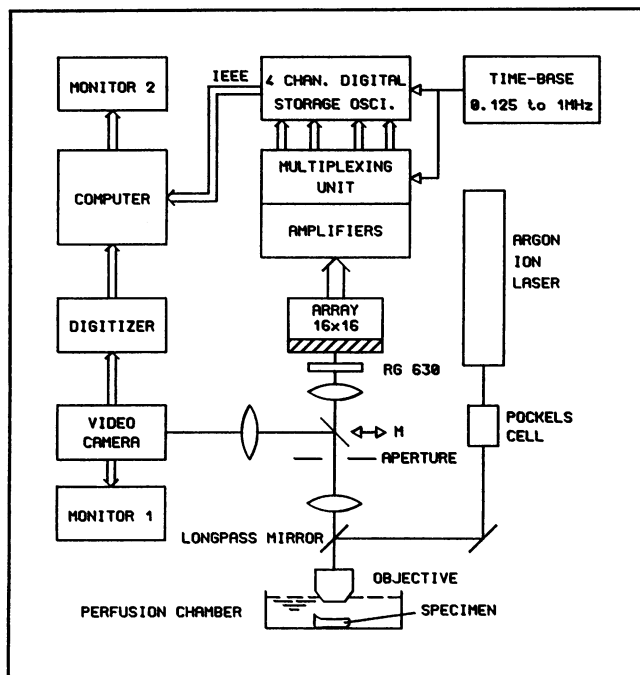 MONITOR 2
IEEE
4 CHAN. DIGITAL
STORAGE OSCI.
TIME-BASE
0.125 to 1MHz
COMPUTER
MULTIPLEXING
UNIT
AMPLIFIERS
ARGON
ION
LASER
DIGITIZER
ARRAY
16x16
RG 630
VIDEO
CAMERA
M
POCKELS
CELL
APERTURE
MONITOR 1
LONGPASS MIRROR
OBJECTIVE
PERFUSION CHAMBER
SPECIMEN